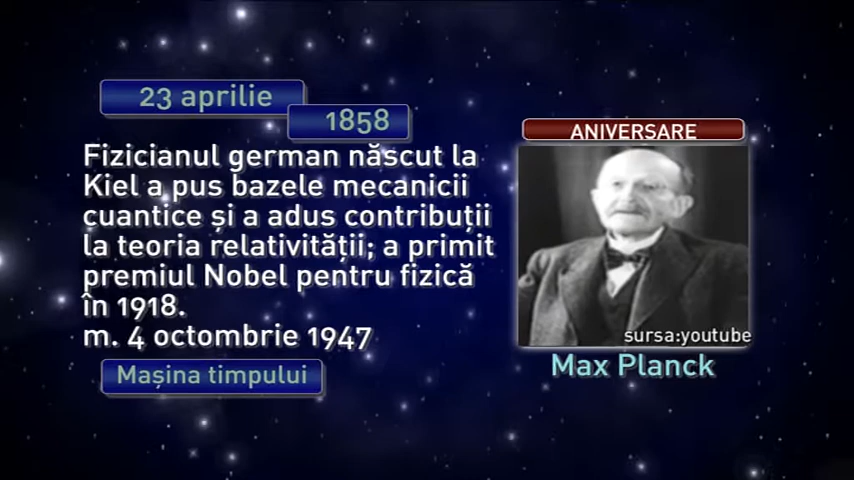 23 aprilie
1858
Fizicianul german născut la
Kiel a pus bazele mecanicii
cuantice și a adus contribuții
la teoria relativității; a primit
premiul Nobel pentru fizică
în 1918.
m. 4 octombrie 1947
Mașina timpului
ANIVERSARE
sursa:youtube
Max Planck